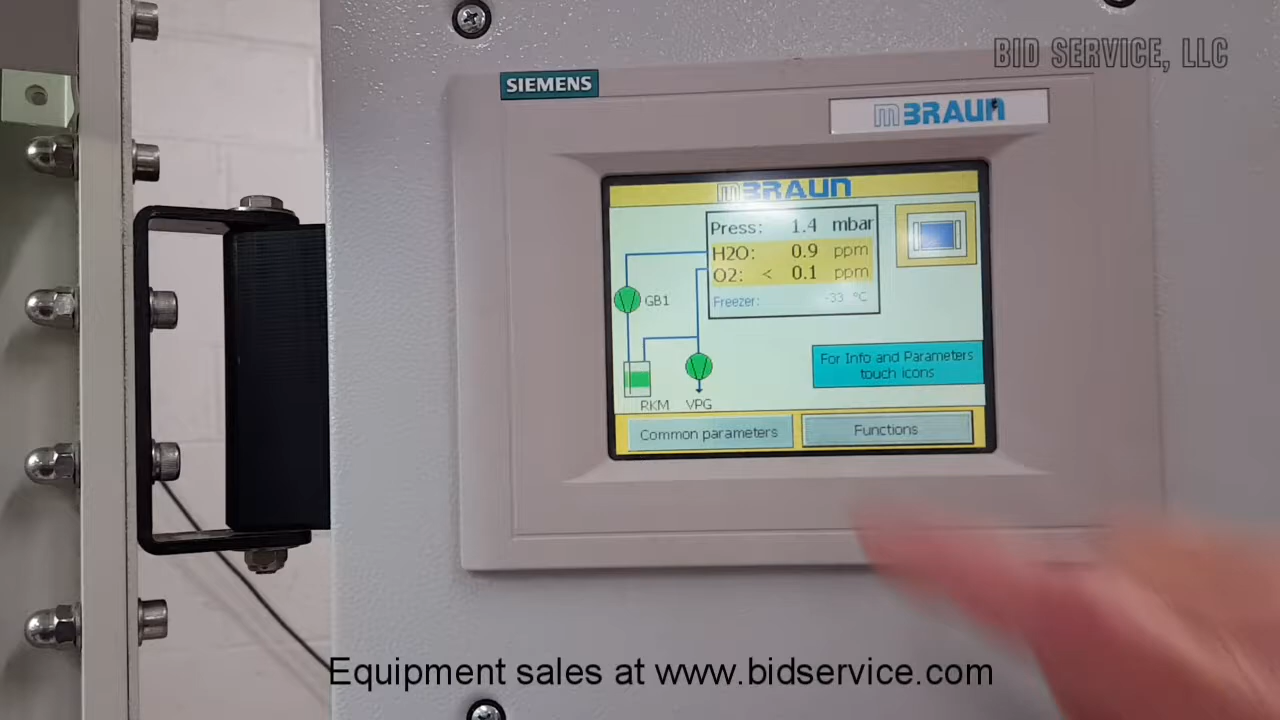 BID SERVICE, LLC
SIEMENS
mBRAUN
mBRAUN
Press: 1.4 mbar
H2O: 0.9 ppm
O2: < 0.1 ppm
Freezer: -33 °C
GB1
For Info and Parameters
touch icons
RKM VPG
Common parameters
Functions
Equipment sales at www.bidservice.com